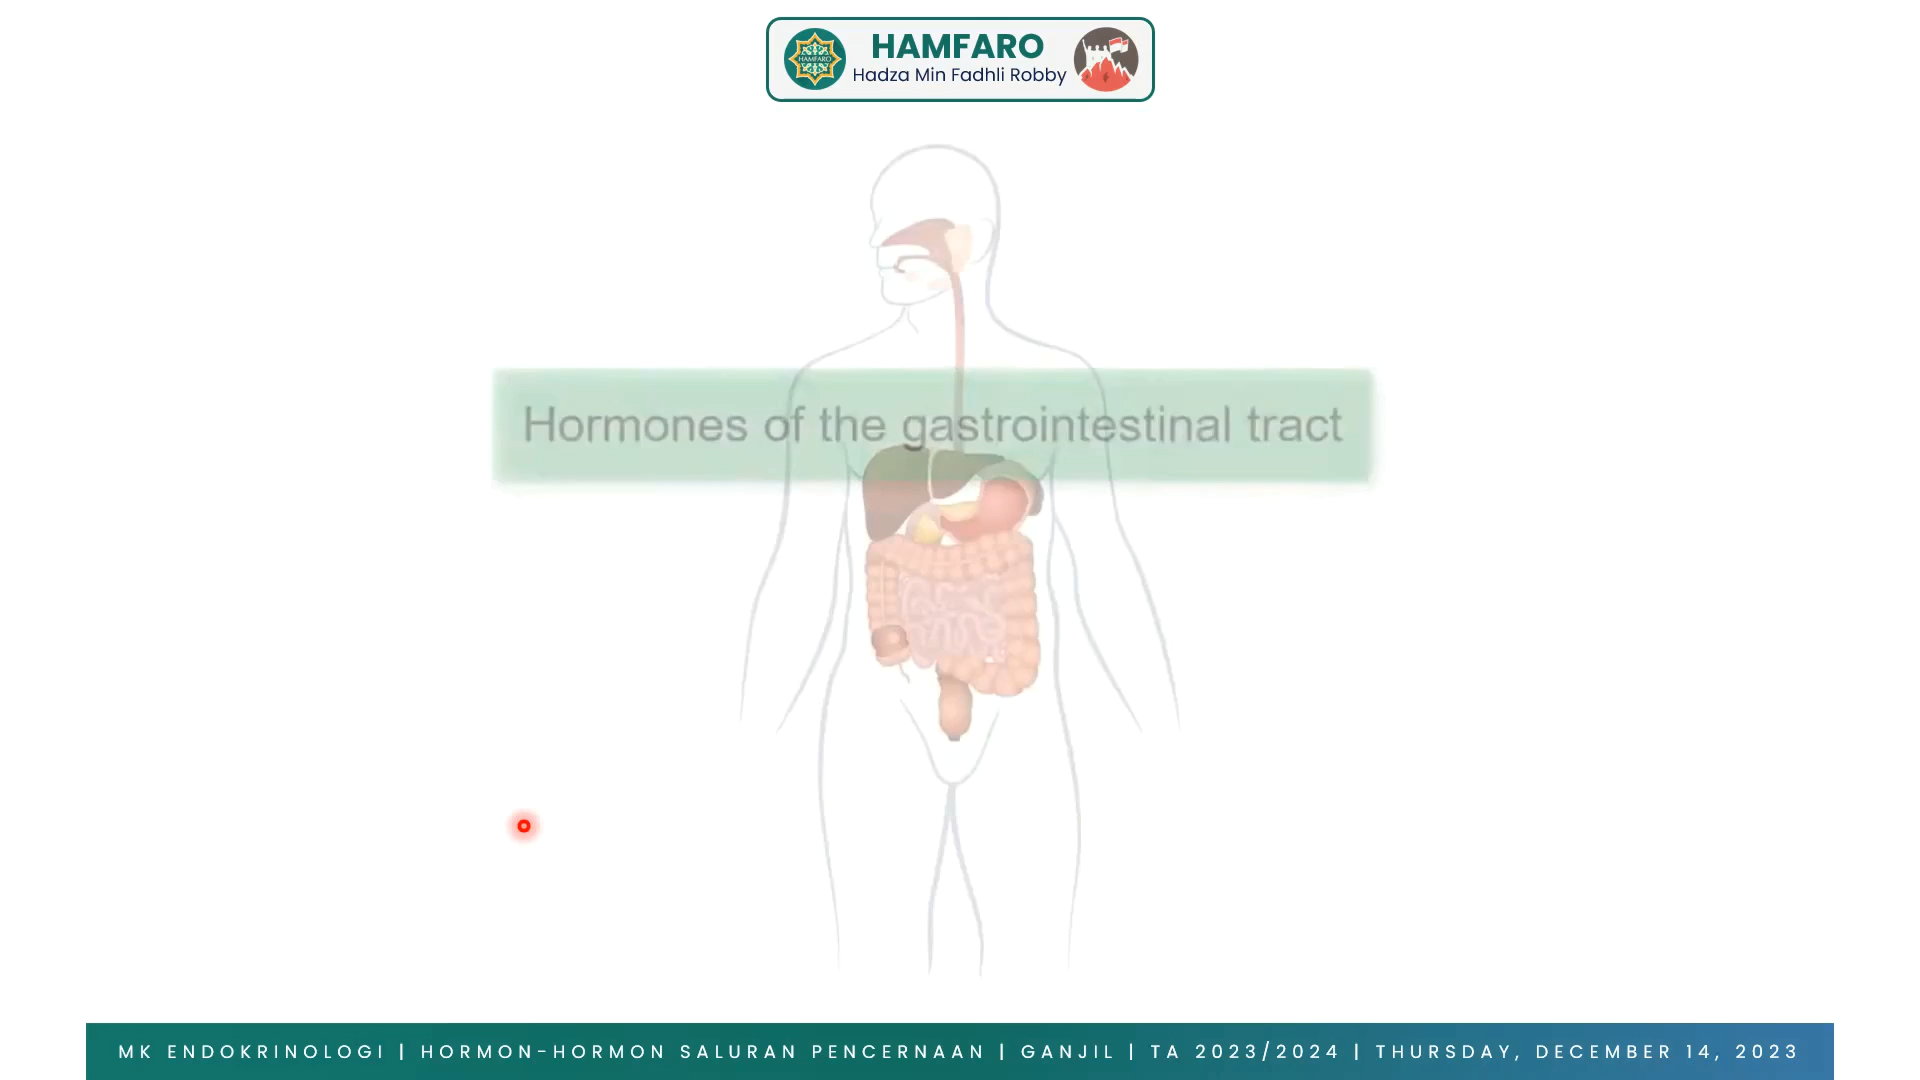 HAMFARO
HAMFARO
Hadza Min Fadhli Robby
Hormones of the gastrointestinal tract
MK ENDOKRINOLOGI | HORMON-HORMON SALURAN PENCERNAAN | GANJIL | TA 2023/2024 | THURSDAY, DECEMBER 14, 2023